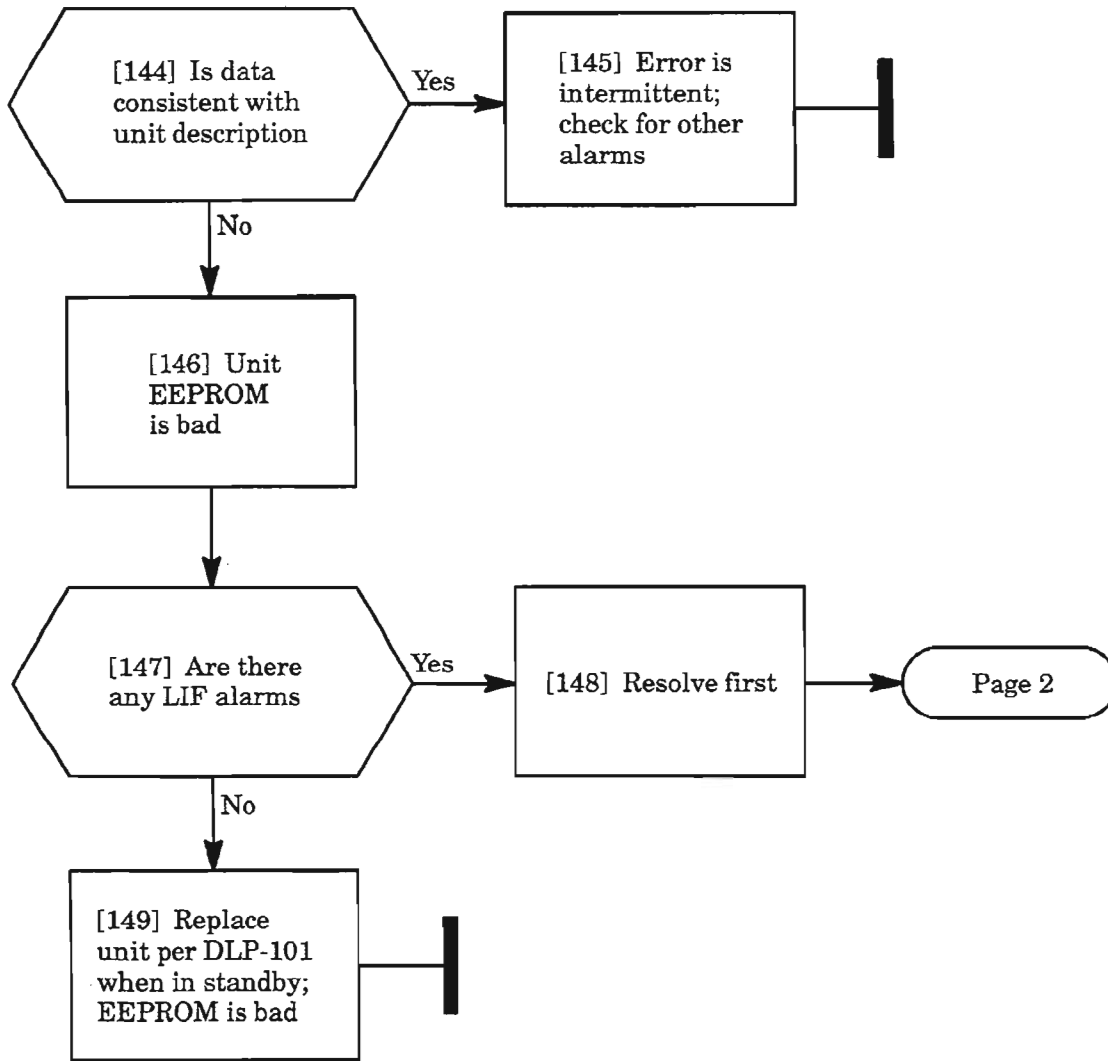 [144] Is data
consistent with
unit description
Yes
[145] Error is
intermittent;
check for other
alarms
No
[146] Unit
EEPROM
is bad
[147] Are there
any LIF alarms
Yes
[148] Resolve first
Page 2
No
[149] Replace
unit per DLP-101
when in standby;
EEPROM is bad